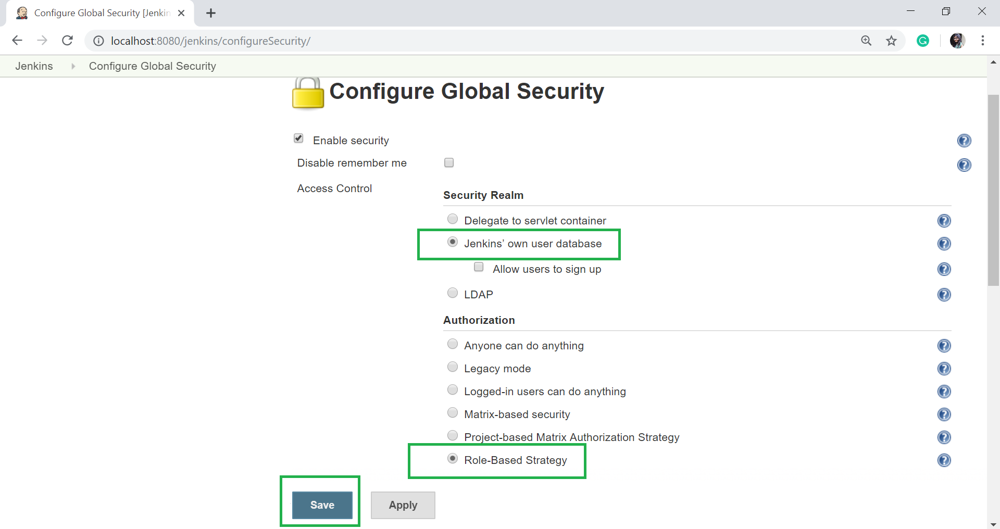 Configure Global Security [Jenkin
localhost:8080/jenkins/configureSecurity/
Jenkins Configure Global Security
Configure Global Security
Enable security
Disable remember me
Access Control
Security Realm
Delegate to servlet container
Jenkins’ own user database
Allow users to sign up
LDAP
Authorization
Anyone can do anything
Legacy mode
Logged-in users can do anything
Matrix-based security
Project-based Matrix Authorization Strategy
Role-Based Strategy
Save Apply